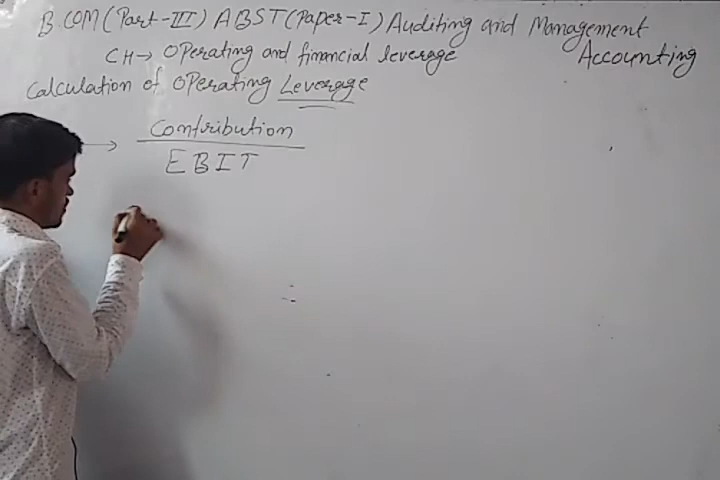 B.COM (Part-III) ABST (Paper-I) Auditing and Management
Accounting
CH→ Operating and financial leverage
Calculation of Operating Leverage
→ Contribution
EBIT